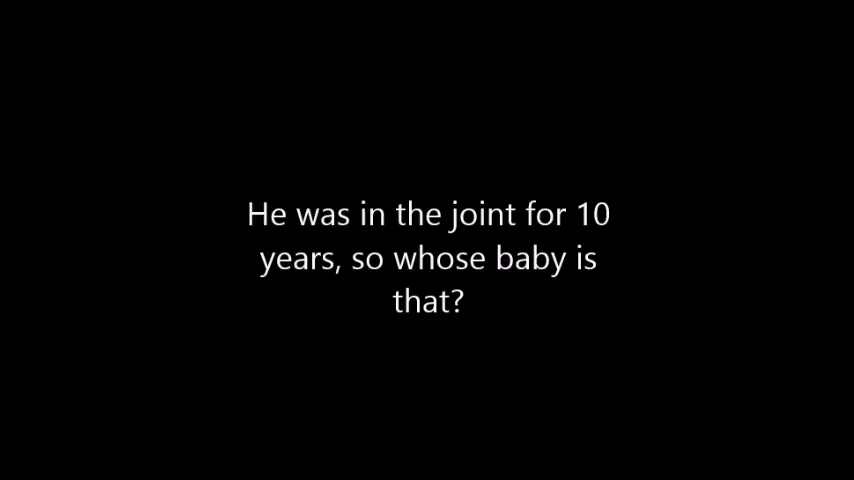 He was in the joint for 10
years, so whose baby is
that?